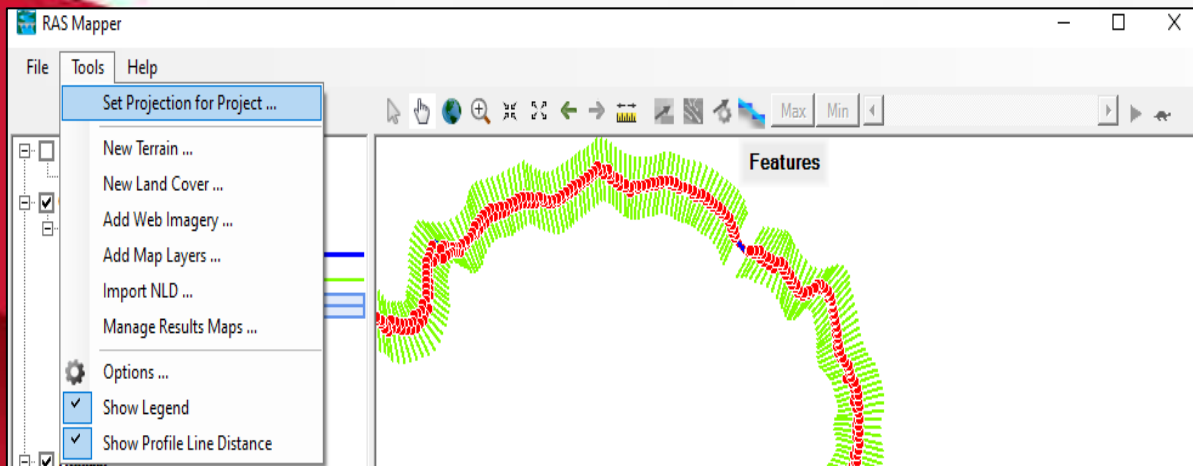 RAS Mapper
File Tools Help
Set Projection for Project ...
Max Min
New Terrain ...
Features
New Land Cover ...
Add Web Imagery ...
Add Map Layers ...
Import NLD ...
Manage Results Maps ...
Options ...
Show Legend
Show Profile Line Distance